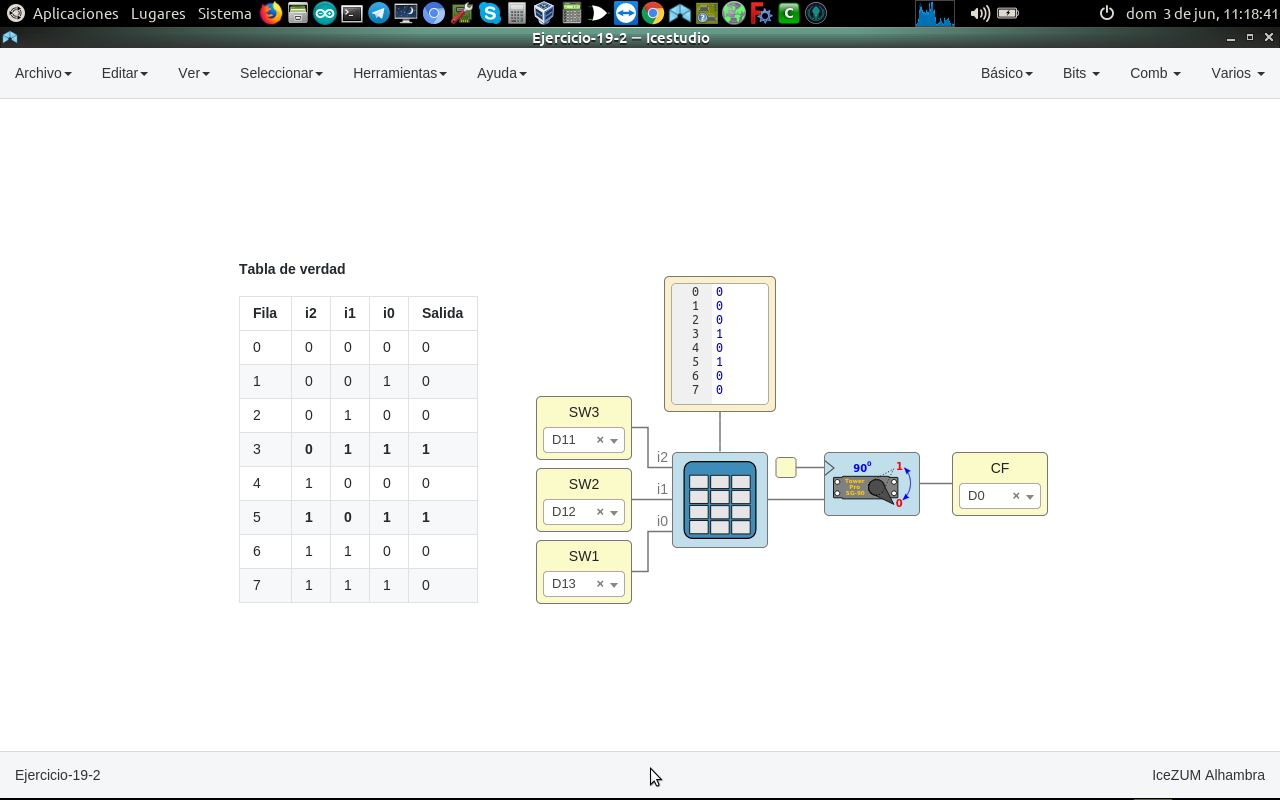 Aplicaciones Lugares Sistema dom 3 de jun, 11:18:41
Ejercicio-19-2 – Icestudio
Archivo Editar Ver Seleccionar Herramientas Ayuda Básico Bits Comb Varios
Tabla de verdad
Fila i2 i1 i0 Salida
0 0 0 0 0
1 0 0 1 0
2 0 1 0 0
3 0 1 1 1
4 1 0 0 0
5 1 0 1 1
6 1 1 0 0
7 1 1 1 0
0 0
1 0
2 0
3 1
4 0
5 1
6 0
7 0
SW3
D11 ×
SW2
D12 ×
SW1
D13 ×
i2
i1
i0
90º 1
Tower
Pro
SG-90
0
CF
D0 ×
Ejercicio-19-2 IceZUM Alhambra